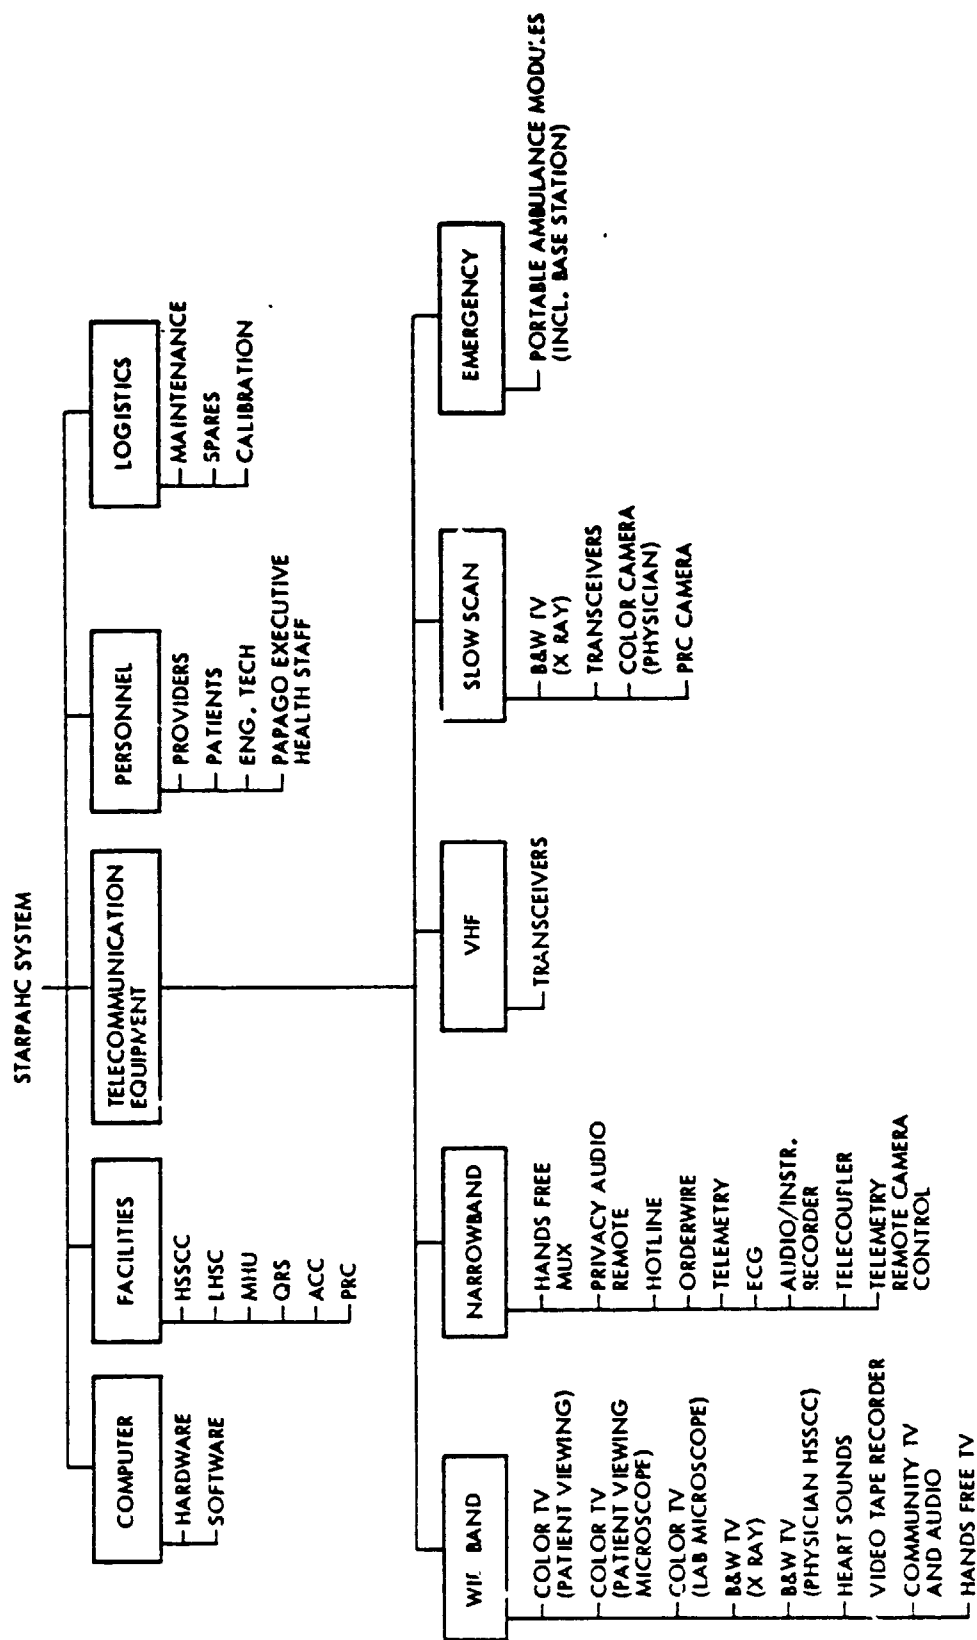 STARPAHC SYSTEM
COMPUTER
HARDWARE
SOFTWARE
FACILITIES
HSSCC
LHSC
MHU
QRS
ACC
PRC
TELECOMMUNICATION
EQUIPMENT
PERSONNEL
PROVIDERS
PATIENTS
ENG. TECH
PAPAGO EXECUTIVE
HEALTH STAFF
LOGISTICS
MAINTENANCE
SPARES
CALIBRATION
BAND
COLOR TV
(PATIENT VIEWING)
COLOR TV
(PATIENT VIEWING
MICROSCOPE)
COLOR TV
(LAB MICROSCOPE)
B&W TV
(X RAY)
B&W TV
(PHYSICIAN HSSCC)
HEART SOUNDS
VIDEO TAPE RECORDER
COMMUNITY TV
AND AUDIO
HANDS FREE TV
NARROWBAND
HANDS FREE
MUX
PRIVACY AUDIO
REMOTE
HOTLINE
ORDERWIRE
TELEMETRY
ECG
AUDIO/INSTR.
RECORDER
TELECOUPLER
TELEMETRY
REMOTE CAMERA
CONTROL
VHF
TRANSCEIVERS
SLOW SCAN
B&W TV
(X RAY)
TRANSCEIVERS
COLOR CAMERA
(PHYSICIAN)
PRC CAMERA
EMERGENCY
PORTABLE AMBULANCE MODULES
(INCL. BASE STATION)